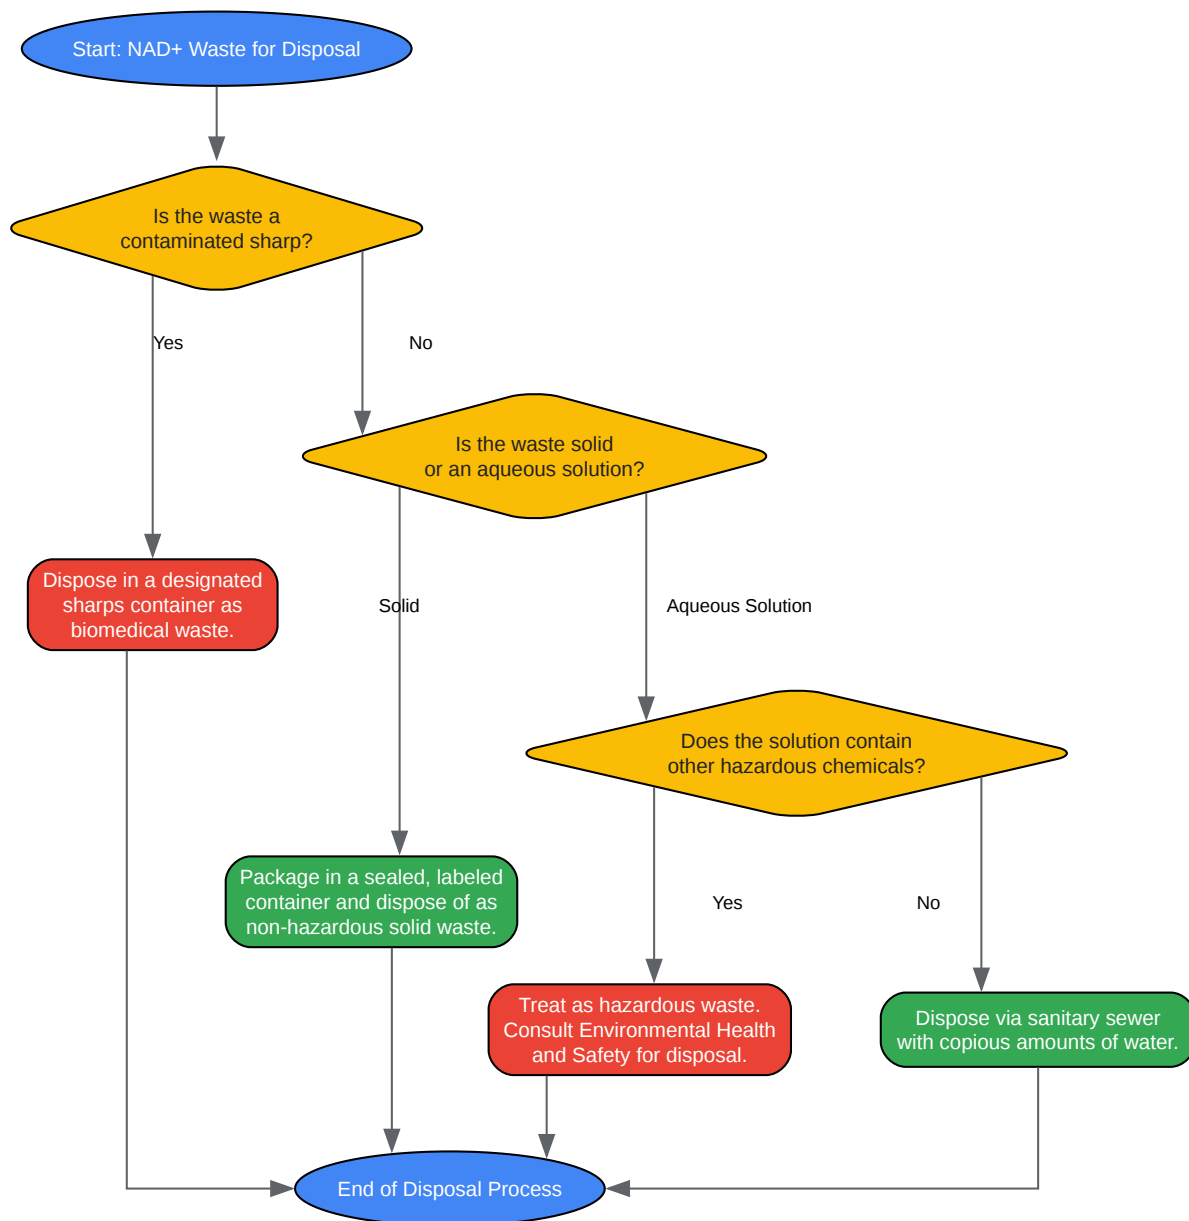 Start: NAD+ Waste for Disposal
Is the waste a
contaminated sharp?
Yes
No
Is the waste solid
or an aqueous solution?
Dispose in a designated
sharps container as
biomedical waste.
Solid
Aqueous Solution
Does the solution contain
other hazardous chemicals?
Package in a sealed, labeled
container and dispose of as
non-hazardous solid waste.
Yes
No
Treat as hazardous waste.
Consult Environmental Health
and Safety for disposal.
Dispose via sanitary sewer
with copious amounts of water.
End of Disposal Process